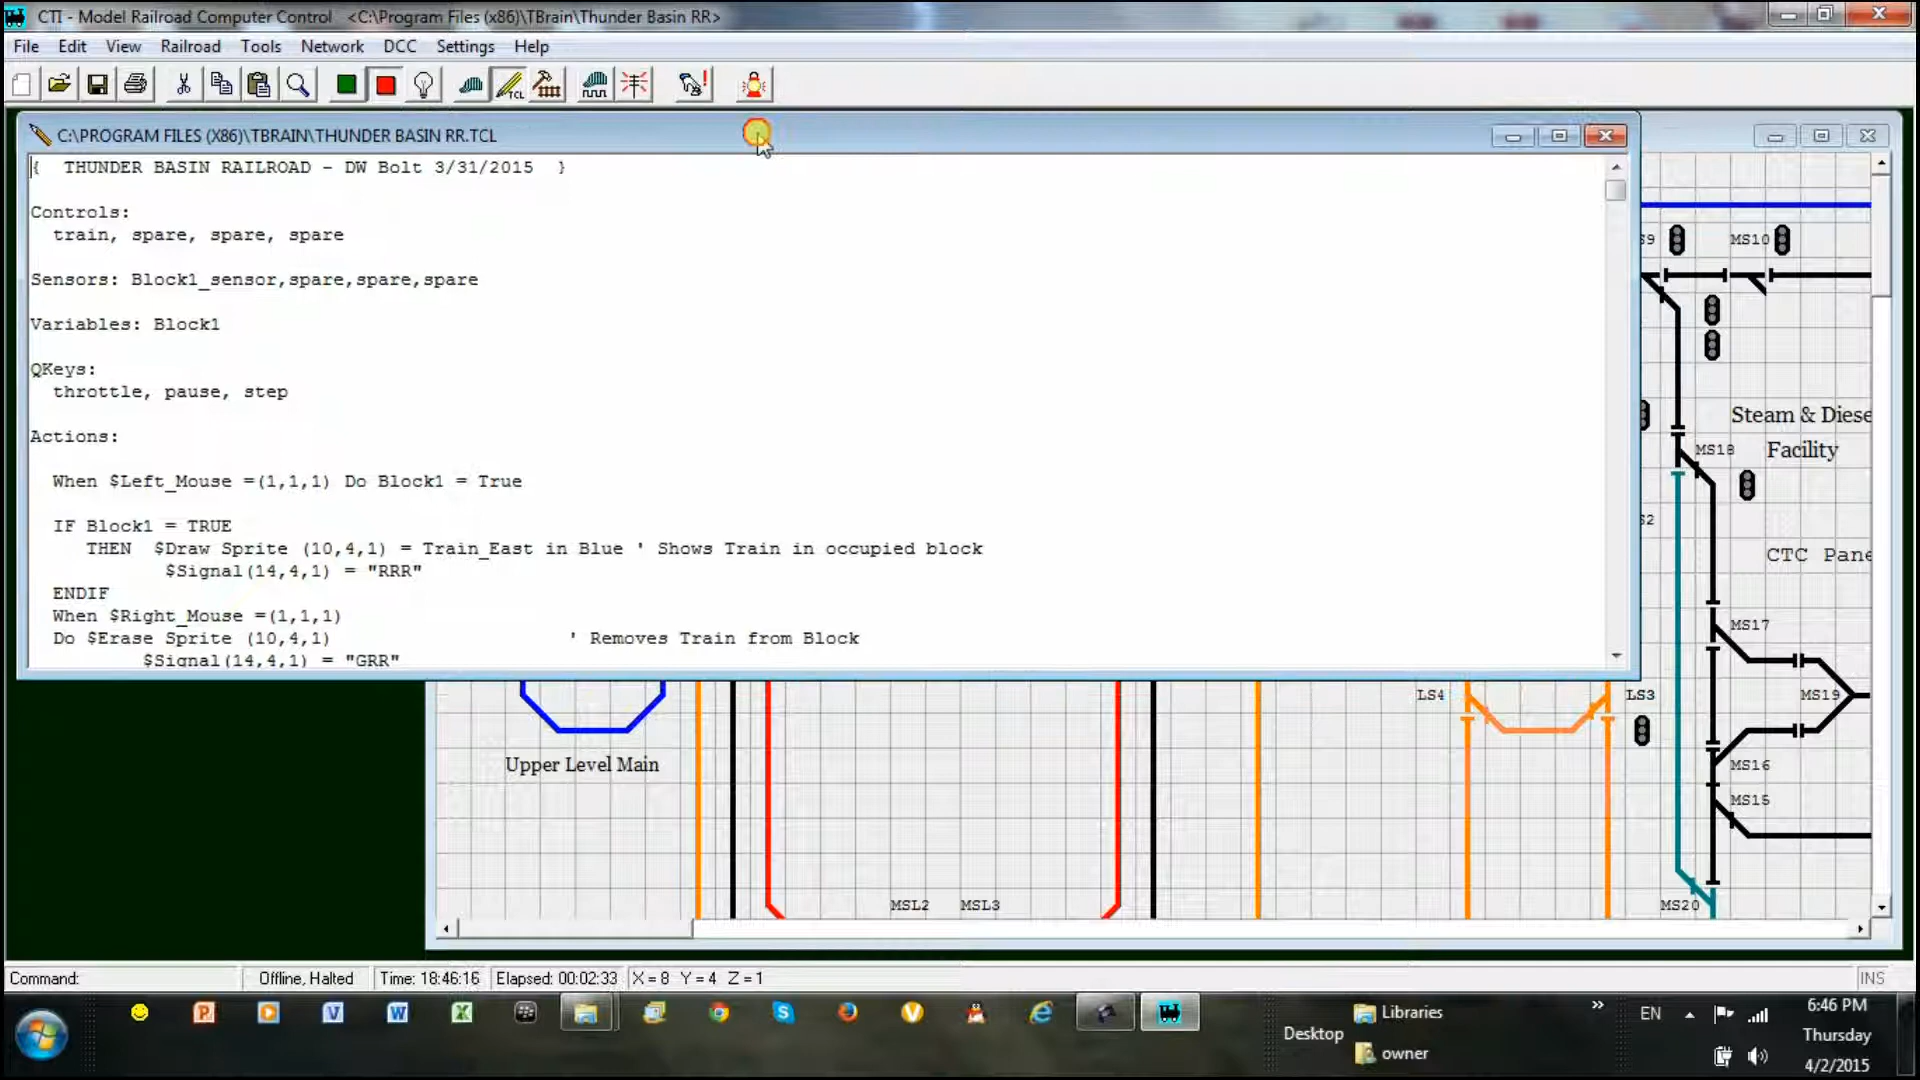 CTI - Model Railroad Computer Control <C:\Program Files (x86)\TBrain\Thunder Basin RR>
File Edit View Railroad Tools Network DCC Settings Help
TCL
C:\PROGRAM FILES (X86)\TBRAIN\THUNDER BASIN RR.TCL
{ THUNDER BASIN RAILROAD - DW Bolt 3/31/2015 }
Controls:
train, spare, spare, spare
Sensors: Block1_sensor,spare,spare,spare
Variables: Block1
QKeys:
throttle, pause, step
Actions:
When $Left_Mouse =(1,1,1) Do Block1 = True
IF Block1 = TRUE
THEN $Draw Sprite (10,4,1) = Train_East in Blue ' Shows Train in occupied block
$Signal(14,4,1) = "RRR"
ENDIF
When $Right_Mouse =(1,1,1)
Do $Erase Sprite (10,4,1) ' Removes Train from Block
$Signal(14,4,1) = "GRR"
S9 MS10
Steam & Diese
MS18 Facility
S2
CTC Pane
MS17
LS4 LS3 MS19
Upper Level Main
MS16
MS15
MSL2 MSL3 MS20
Command: Offline, Halted Time: 18:46:16 Elapsed: 00:02:33 X = 8 Y = 4 Z = 1 INS
Desktop
Libraries
owner
EN
6:46 PM
Thursday
4/2/2015